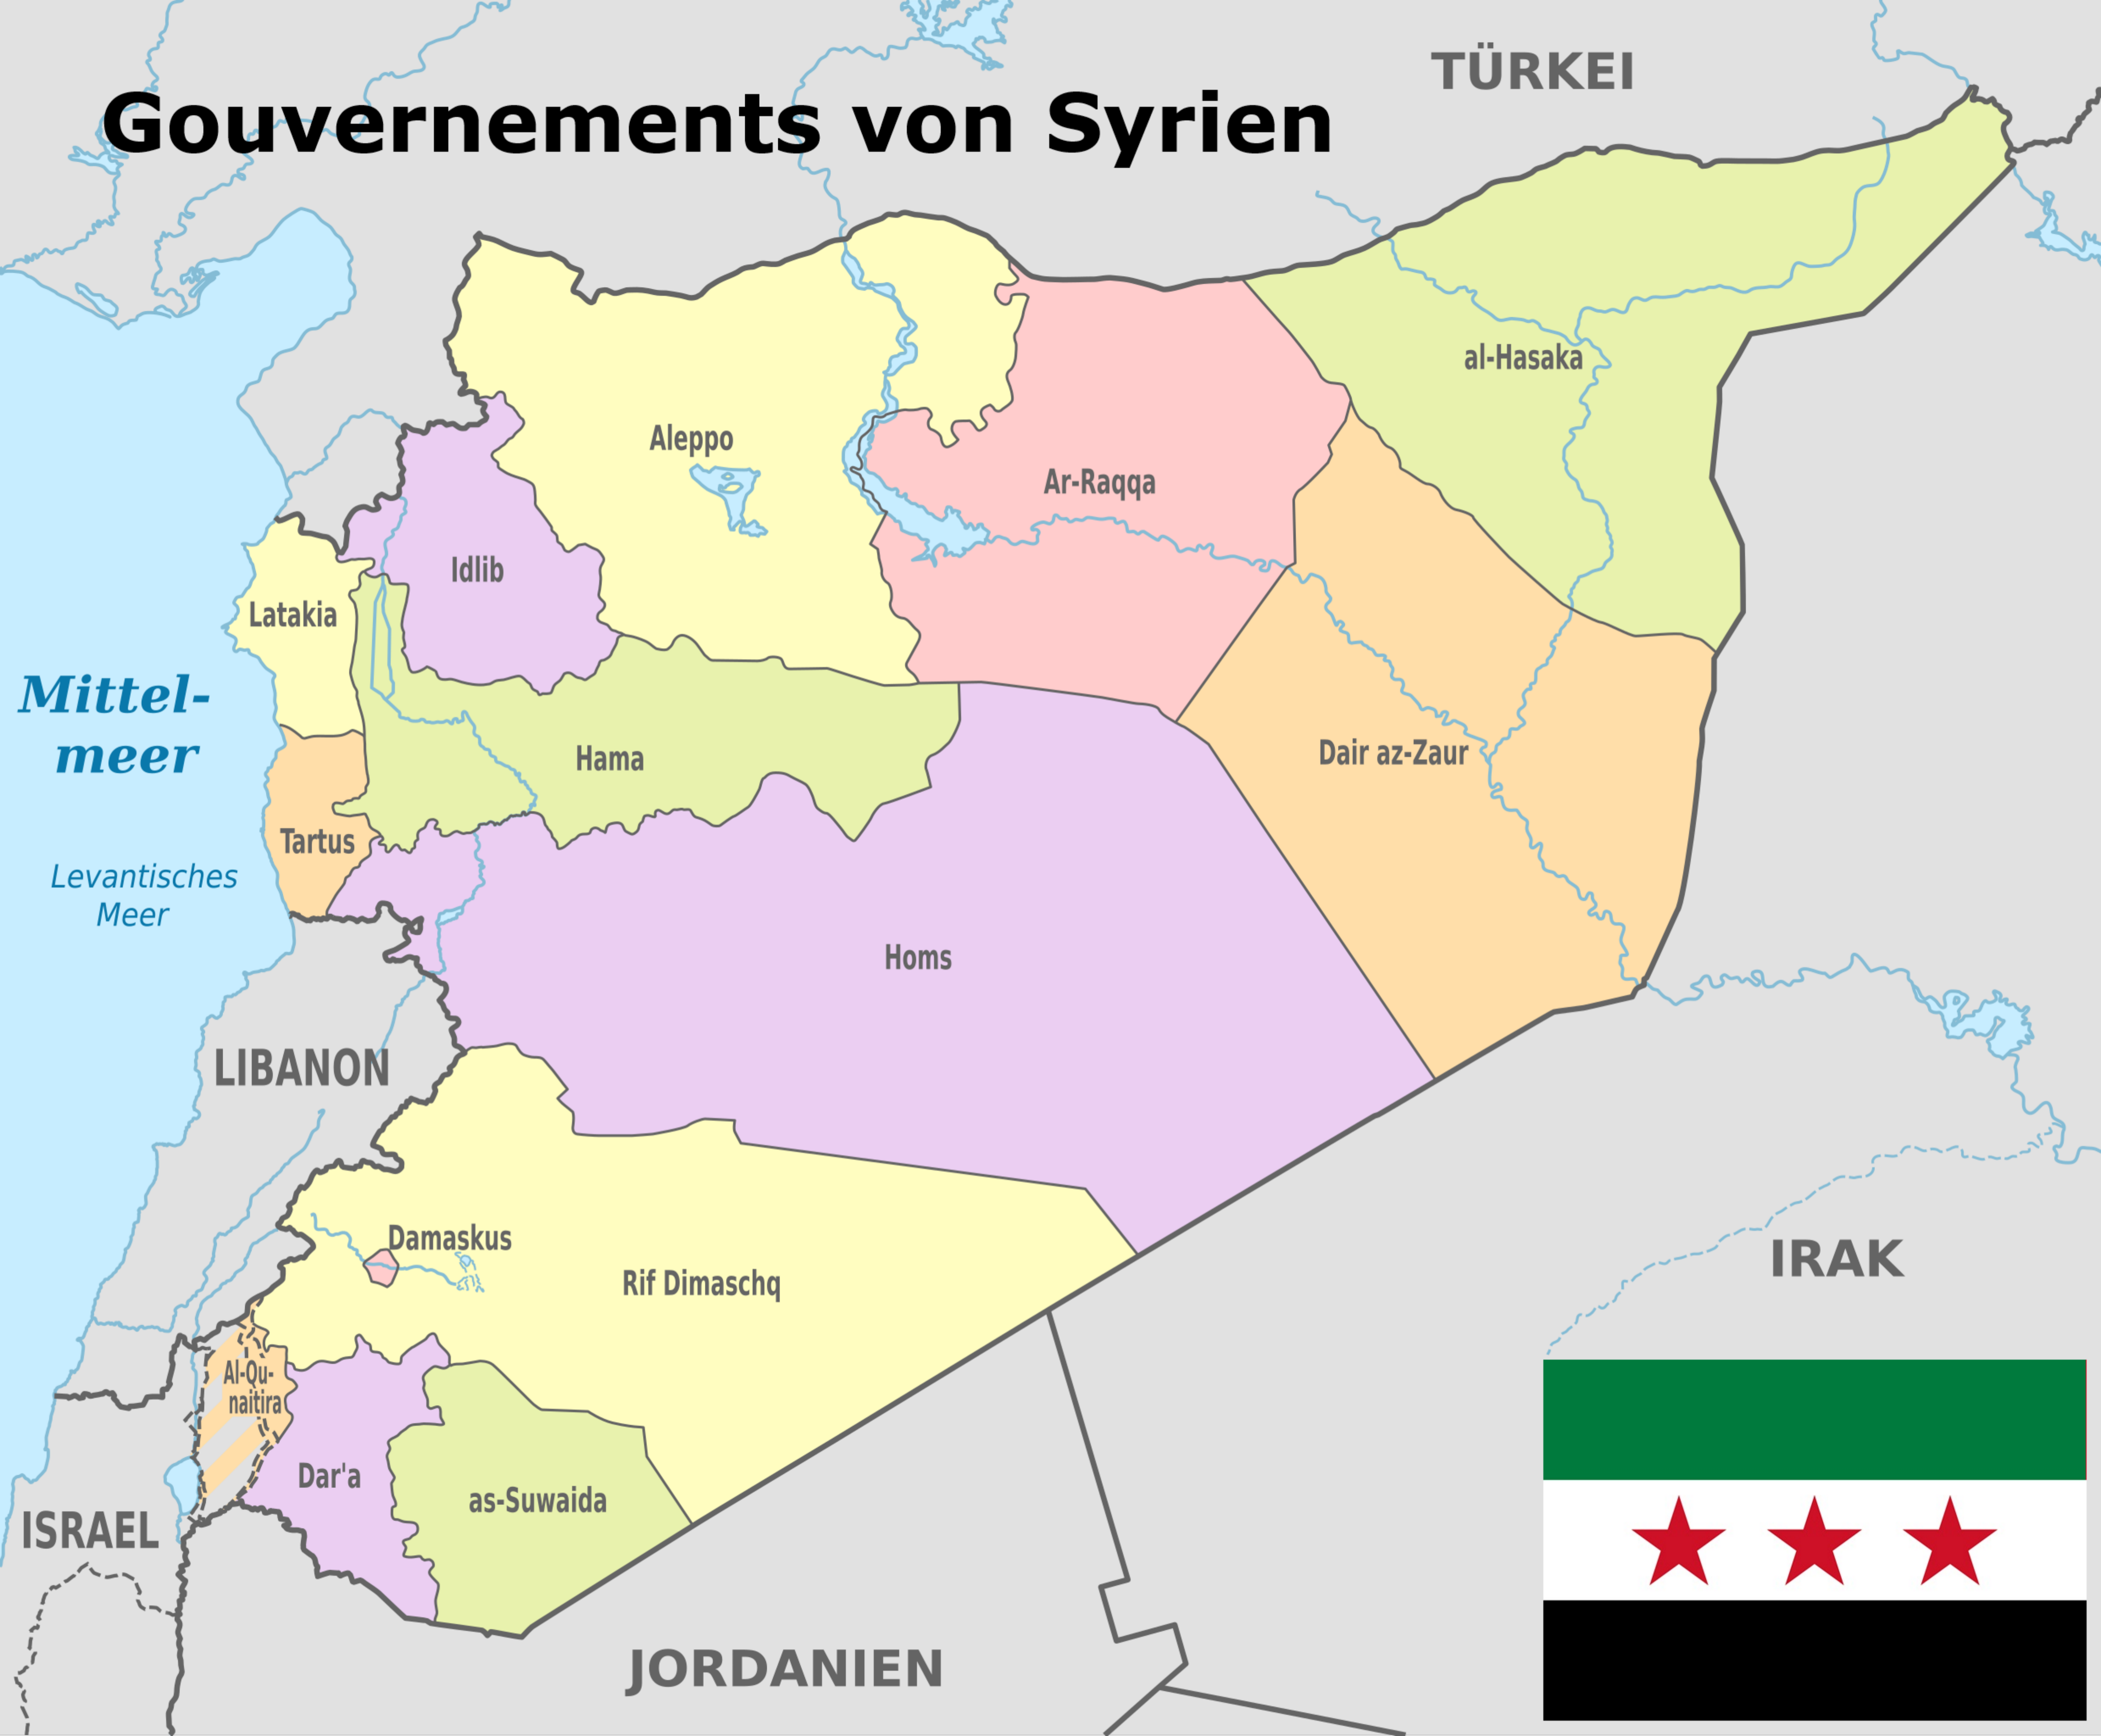 TÜRKEI
Gouvernements von Syrien
al-Hasaka
Aleppo
Ar-Raqqa
Idlib
Latakia
Mittel-
meer
Hama
Dair az-Zaur
Tartus
Levantisches
Meer
Homs
LIBANON
Damaskus
Rif Dimaschq
IRAK
Al-Qu-
naitira
Dar'a
as-Suwaida
ISRAEL
JORDANIEN